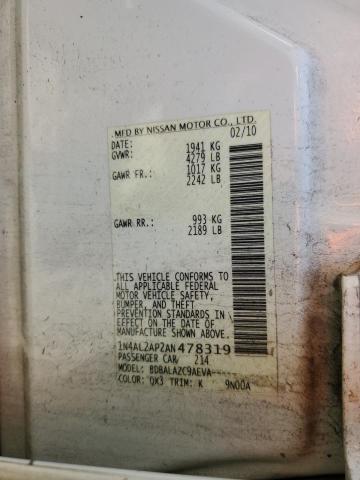 MFD BY NISSAN MOTOR CO., LTD.
DATE: 02/10
GVWR: 1941 KG
4279 LB
GAWR FR.: 1017 KG
2242 LB
GAWR RR.: 993 KG
2189 LB
THIS VEHICLE CONFORMS TO
ALL APPLICABLE FEDERAL
MOTOR VEHICLE SAFETY,
BUMPER, AND THEFT
PREVENTION STANDARDS IN
EFFECT ON THE DATE OF
MANUFACTURE SHOWN ABOVE.
1N4AL2AP2AN478319
PASSENGER CAR/ 214
MODEL: BDBALAZC9AEVA-----
COLOR: QX3 TRIM: K 9N00A